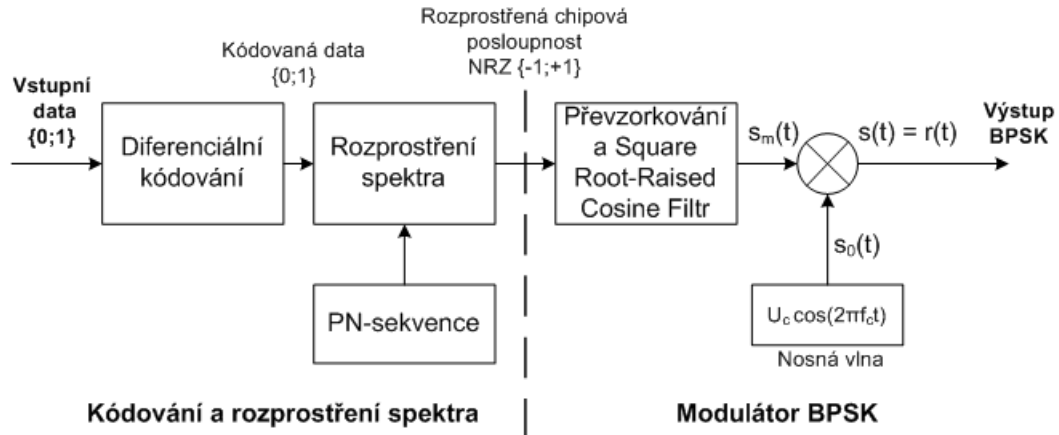 Rozprostřená chipová
posloupnost
NRZ {-1;+1}
Kódovaná data
{0;1}
Vstupní
data
{0;1}
Diferenciální
kódování
Rozprostření
spektra
PN-sekvence
Převzorkování
a Square
Root-Raised
Cosine Filtr
sₘ(t)
s(t) = r(t)
Výstup
BPSK
s₀(t)
U꜀ cos(2πf꜀t)
Nosná vlna
Kódování a rozprostření spektra
Modulátor BPSK